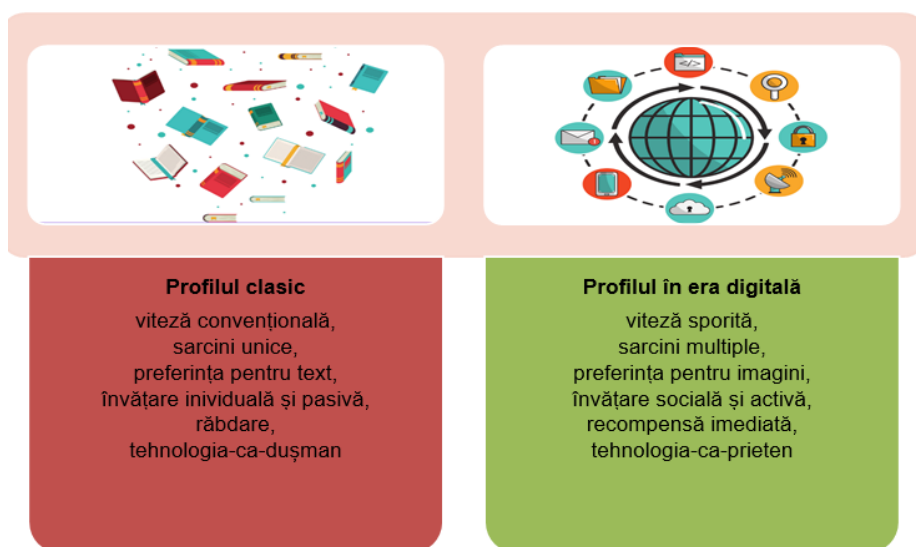 Profilul clasic
viteză convențională,
sarcini unice,
preferința pentru text,
învățare inividuală și pasivă,
răbdare,
tehnologia-ca-dușman
Profilul în era digitală
viteză sporită,
sarcini multiple,
preferința pentru imagini,
învățare socială și activă,
recompensă imediată,
tehnologia-ca-prieten